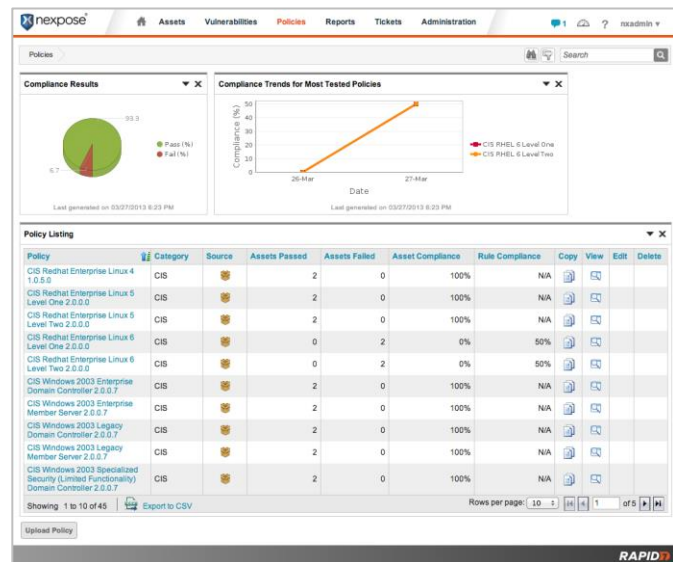 nexpose®
Assets Vulnerabilities Policies Reports Tickets Administration 1 ? nxadmin
Policies Search
Compliance Results
93.3
6.7
Pass (%)
Fail (%)
Last generated on 03/27/2013 6:23 PM
Compliance Trends for Most Tested Policies
Compliance (%)
50
40
30
20
10
0
26-Mar 27-Mar
Date
CIS RHEL 6 Level One
CIS RHEL 6 Level Two
Last generated on 03/27/2013 6:23 PM
Policy Listing
Policy Category Source Assets Passed Assets Failed Asset Compliance Rule Compliance Copy View Edit Delete
CIS Redhat Enterprise Linux 4
1.0.5.0 CIS 2 0 100% N/A
CIS Redhat Enterprise Linux 5
Level One 2.0.0.0 CIS 2 0 100% N/A
CIS Redhat Enterprise Linux 5
Level Two 2.0.0.0 CIS 2 0 100% N/A
CIS Redhat Enterprise Linux 6
Level One 2.0.0.0 CIS 0 2 0% 50%
CIS Redhat Enterprise Linux 6
Level Two 2.0.0.0 CIS 0 2 0% 50%
CIS Windows 2003 Enterprise
Domain Controller 2.0.0.7 CIS 2 0 100% N/A
CIS Windows 2003 Enterprise
Member Server 2.0.0.7 CIS 2 0 100% N/A
CIS Windows 2003 Legacy
Domain Controller 2.0.0.7 CIS 2 0 100% N/A
CIS Windows 2003 Legacy
Member Server 2.0.0.7 CIS 2 0 100% N/A
CIS Windows 2003 Specialized
Security (Limited Functionality)
Domain Controller 2.0.0.7 CIS 2 0 100% N/A
Showing 1 to 10 of 45 Export to CSV Rows per page: 10 1 of 5
Upload Policy
RAPID7